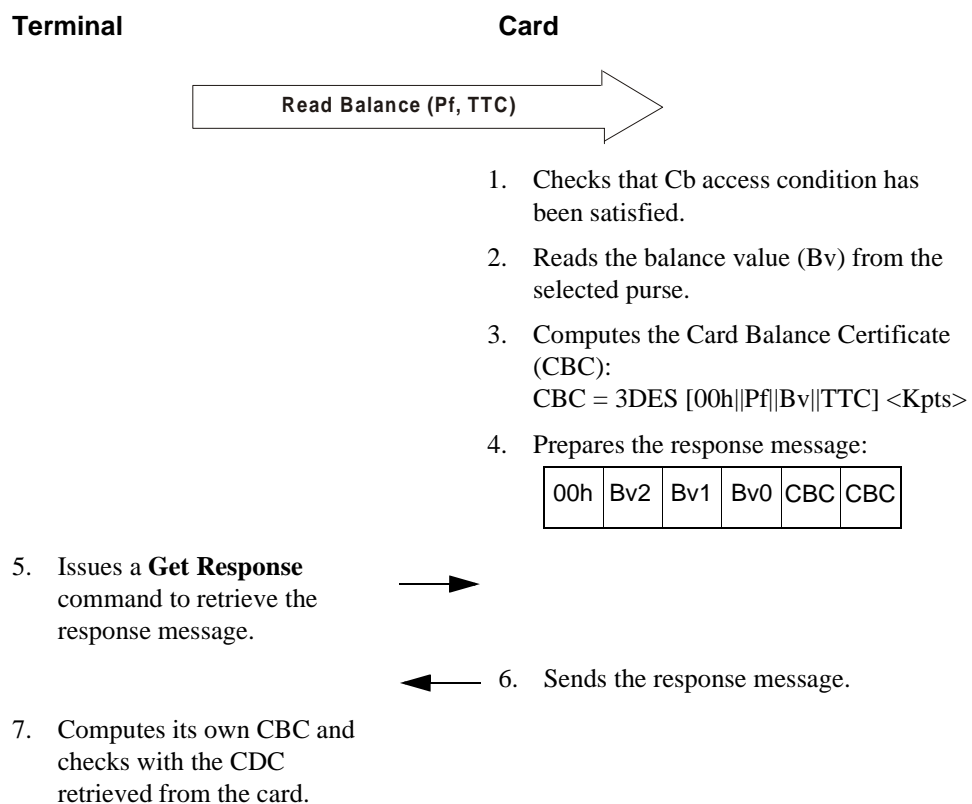 Terminal
Card
Read Balance (Pf, TTC)
1. Checks that Cb access condition has
been satisfied.
2. Reads the balance value (Bv) from the
selected purse.
3. Computes the Card Balance Certificate
(CBC):
CBC = 3DES [00h||Pf||Bv||TTC] <Kpts>
4. Prepares the response message:
00h Bv2 Bv1 Bv0 CBC CBC
5. Issues a Get Response
command to retrieve the
response message.
6. Sends the response message.
7. Computes its own CBC and
checks with the CDC
retrieved from the card.